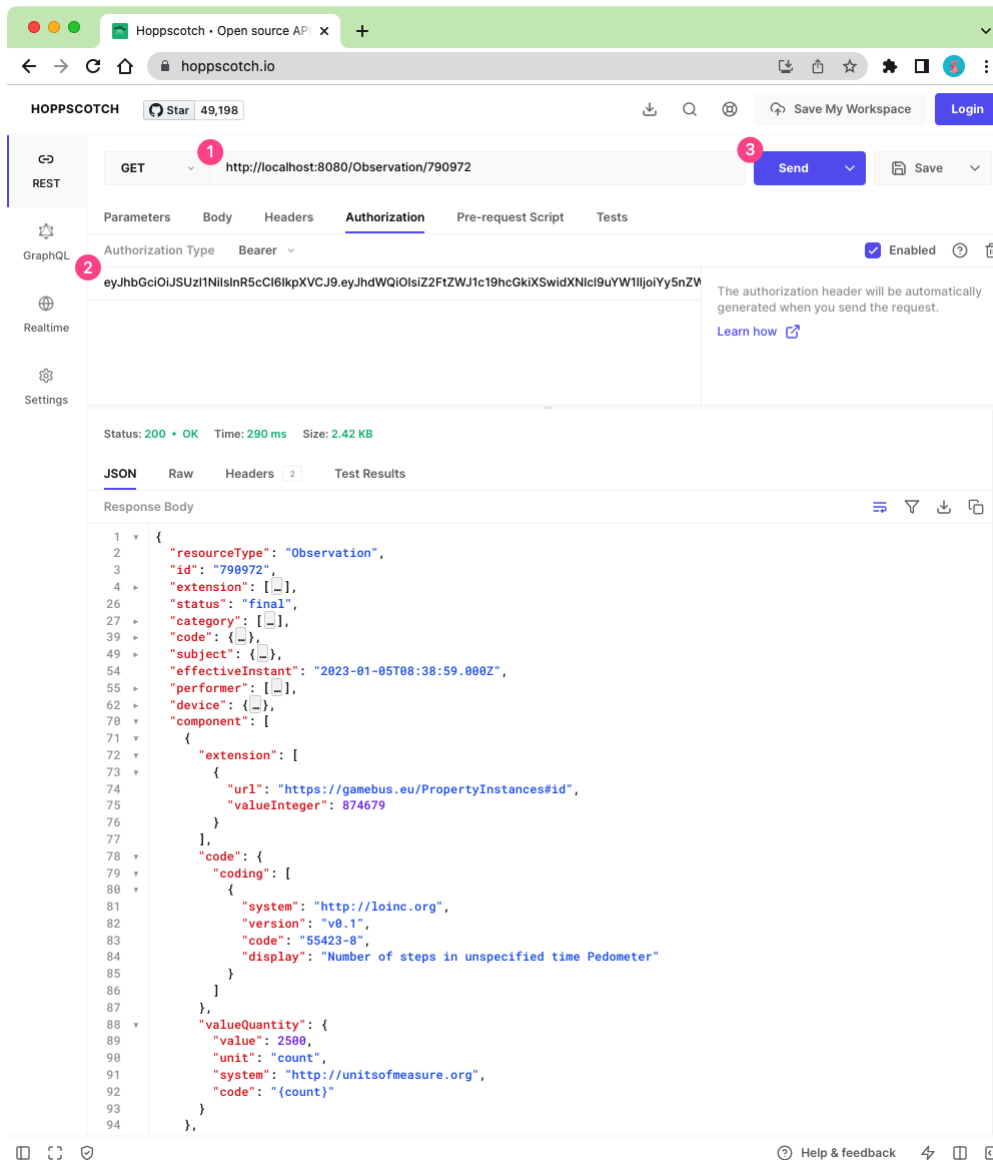 Hoppscotch • Open source API
hoppscotch.io
HOPPSCOTCH
Star 49,198
Save My Workspace
Login
REST
GraphQL
Realtime
Settings
1
GET
http://localhost:8080/Observation/790972
3
Send
Save
Parameters Body Headers Authorization Pre-request Script Tests
Authorization Type Bearer
Enabled
2
The authorization header will be automatically
generated when you send the request.
Learn how
Status: 200 • OK Time: 290 ms Size: 2.42 KB
JSON Raw Headers 2 Test Results
Response Body
1 {
2 "resourceType": "Observation",
3 "id": "790972",
4 "extension": […],
26 "status": "final",
27 "category": […],
39 "code": {…},
49 "subject": {…},
54 "effectiveInstant": "2023-01-05T08:38:59.000Z",
55 "performer": […],
62 "device": {…},
70 "component": [
71 {
72 "extension": [
73 {
74 "url": "https://gamebus.eu/PropertyInstances#id",
75 "valueInteger": 874679
76 }
77 ],
78 "code": {
79 "coding": [
80 {
81 "system": "http://loinc.org",
82 "version": "v0.1",
83 "code": "55423-8",
84 "display": "Number of steps in unspecified time Pedometer"
85 }
86 ]
87 },
88 "valueQuantity": {
89 "value": 2500,
90 "unit": "count",
91 "system": "http://unitsofmeasure.org",
92 "code": "{count}"
93 }
94 },
Help & feedback